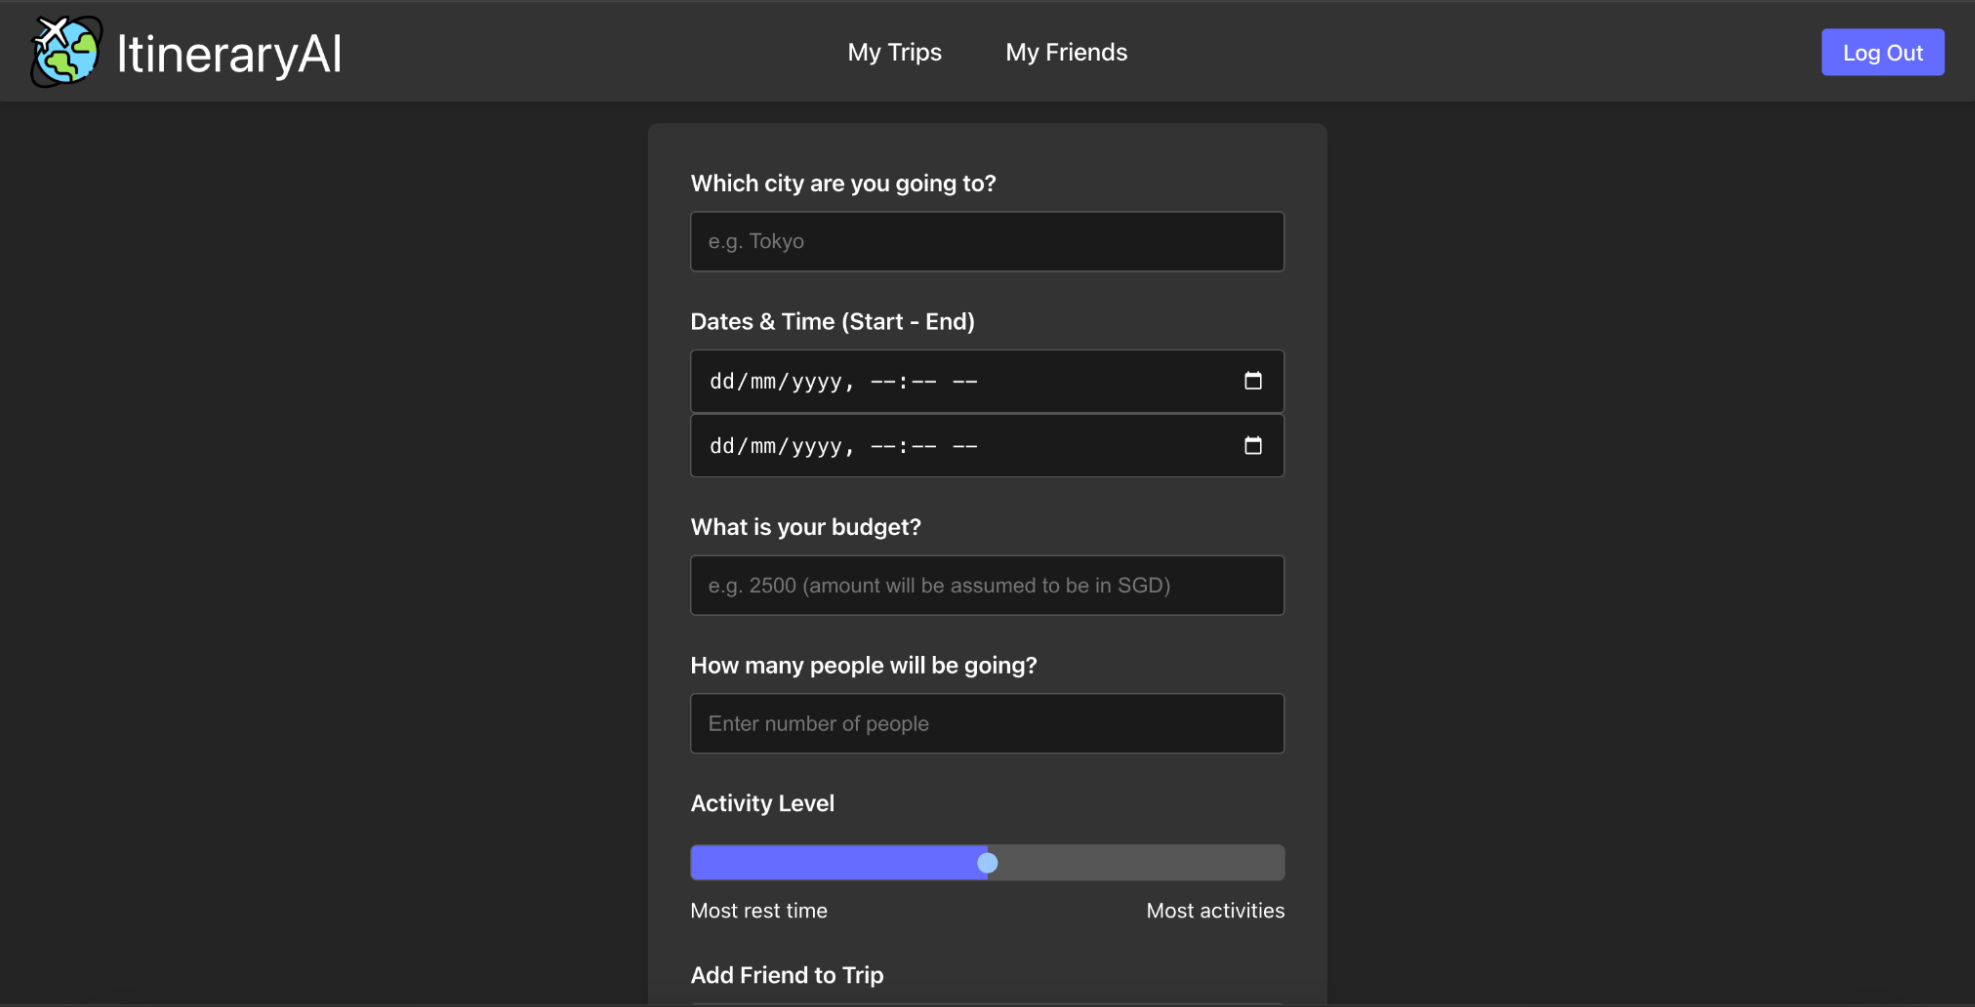 ItineraryAI
My Trips
My Friends
Log Out
Which city are you going to?
e.g. Tokyo
Dates & Time (Start - End)
dd/mm/yyyy, --:-- --
dd/mm/yyyy, --:-- --
What is your budget?
e.g. 2500 (amount will be assumed to be in SGD)
How many people will be going?
Enter number of people
Activity Level
Most rest time
Most activities
Add Friend to Trip